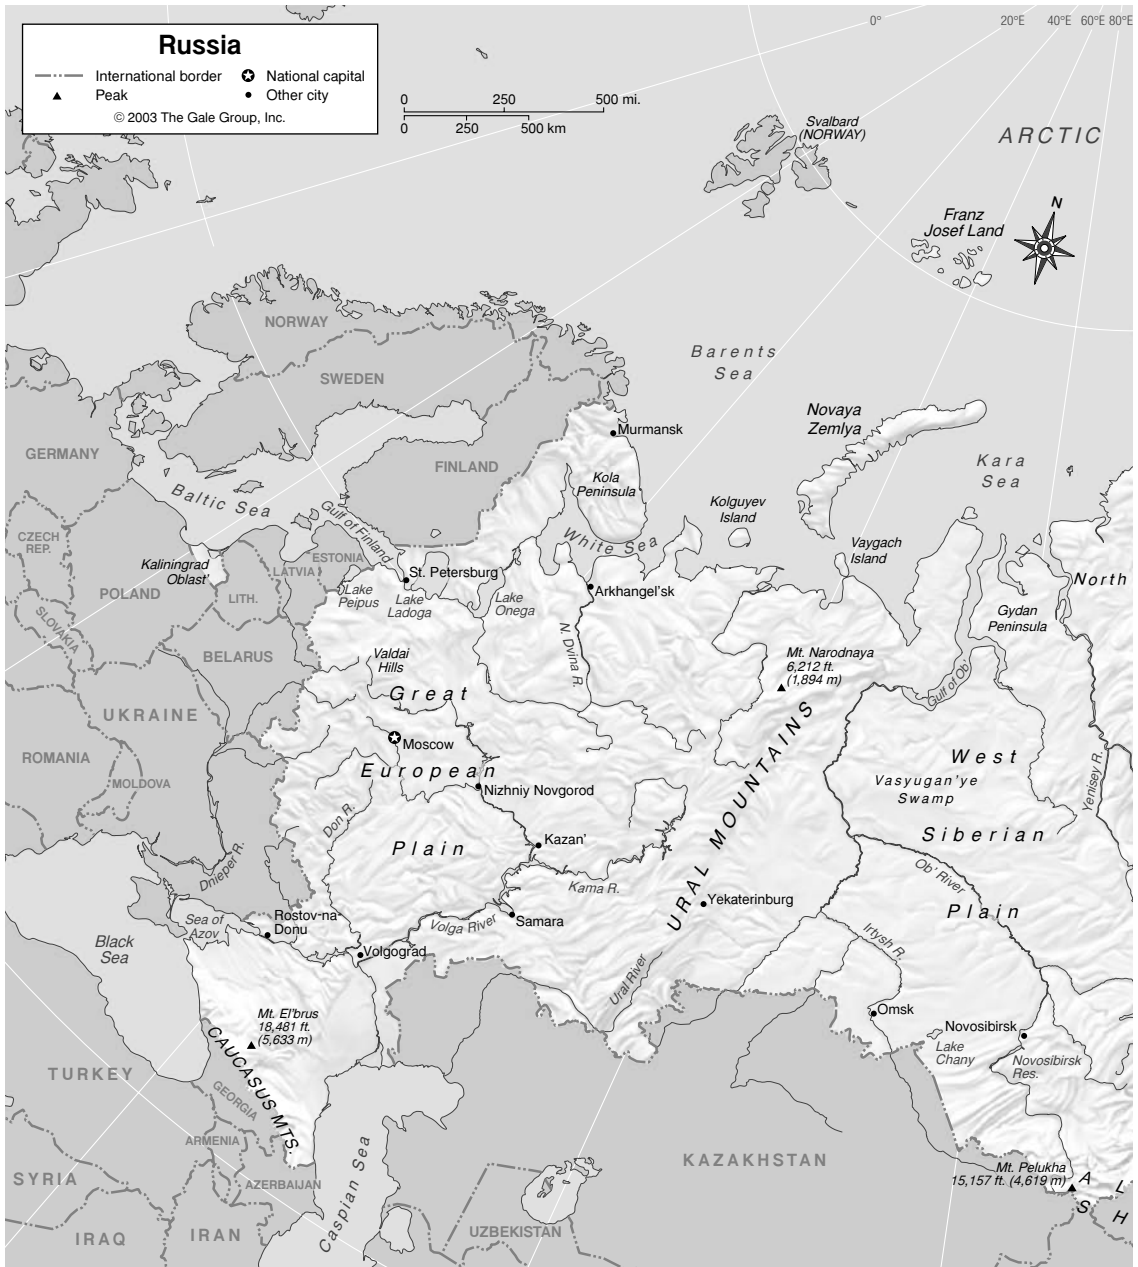 Russia
International border
National capital
Peak
Other city
© 2003 The Gale Group, Inc.
0 250 500 mi.
0 250 500 km
0° 20°E 40°E 60°E 80°E
Svalbard
(NORWAY)
ARCTIC
N
Franz
Josef Land
NORWAY
Barents
Sea
SWEDEN
Novaya
Zemlya
Murmansk
GERMANY
FINLAND
Kara
Sea
Kola
Peninsula
Baltic Sea
Gulf of Finland
Kolguyev
Island
White Sea
CZECH
REP.
Vaygach
Island
ESTONIA
Kaliningrad
Oblast'
LATVIA
St. Petersburg
North
POLAND
LITH.
Lake
Peipus
Lake
Ladoga
Lake
Onega
Arkhangel'sk
Gydan
Peninsula
SLOVAKIA
N. Dvina R.
BELARUS
Valdai
Hills
Mt. Narodnaya
6,212 ft.
(1,894 m)
Gulf of Ob'
Great
UKRAINE
Moscow
ROMANIA
European
West
MOLDOVA
Nizhniy Novgorod
Vasyugan'ye
Swamp
Yenisey R.
Don R.
URAL MOUNTAINS
Siberian
Plain
Kazan'
Dnieper R.
Kama R.
Ob' River
Yekaterinburg
Plain
Sea of
Azov
Rostov-na-
Donu
Volga River
Samara
Black
Sea
Volgograd
Irtysh R.
Ural River
Mt. El'brus
18,481 ft.
(5,633 m)
Omsk
Novosibirsk
CAUCASUS MTS.
Lake
Chany
Novosibirsk
Res.
TURKEY
GEORGIA
ARMENIA
KAZAKHSTAN
SYRIA
AZERBAIJAN
Mt. Pelukha
15,157 ft. (4,619 m)
A L
S H
Caspian Sea
IRAQ
IRAN
UZBEKISTAN